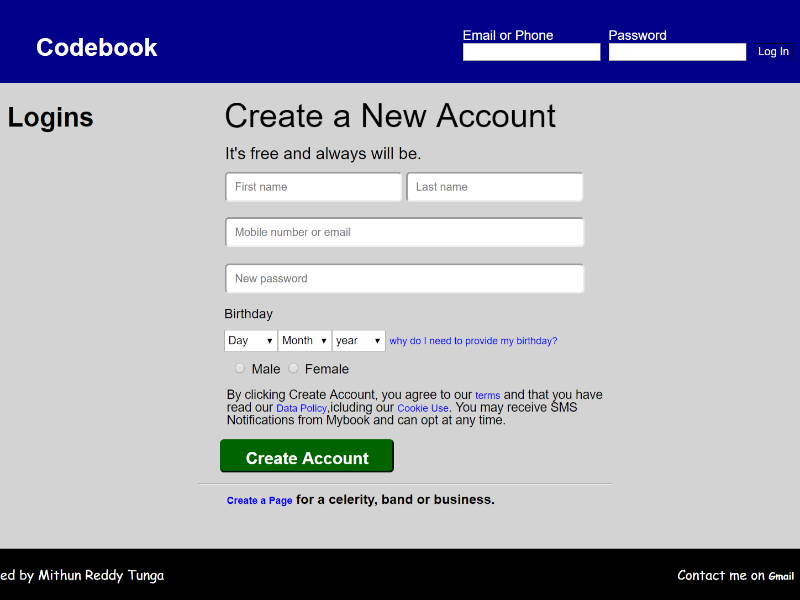 Codebook
Email or Phone Password
Log In
Logins
Create a New Account
It's free and always will be.
First name Last name
Mobile number or email
New password
Birthday
Day Month year why do I need to provide my birthday?
Male Female
By clicking Create Account, you agree to our terms and that you have
read our Data Policy,icluding our Cookie Use. You may receive SMS
Notifications from Mybook and can opt at any time.
Create Account
Create a Page for a celerity, band or business.
ed by Mithun Reddy Tunga Contact me on Gmail